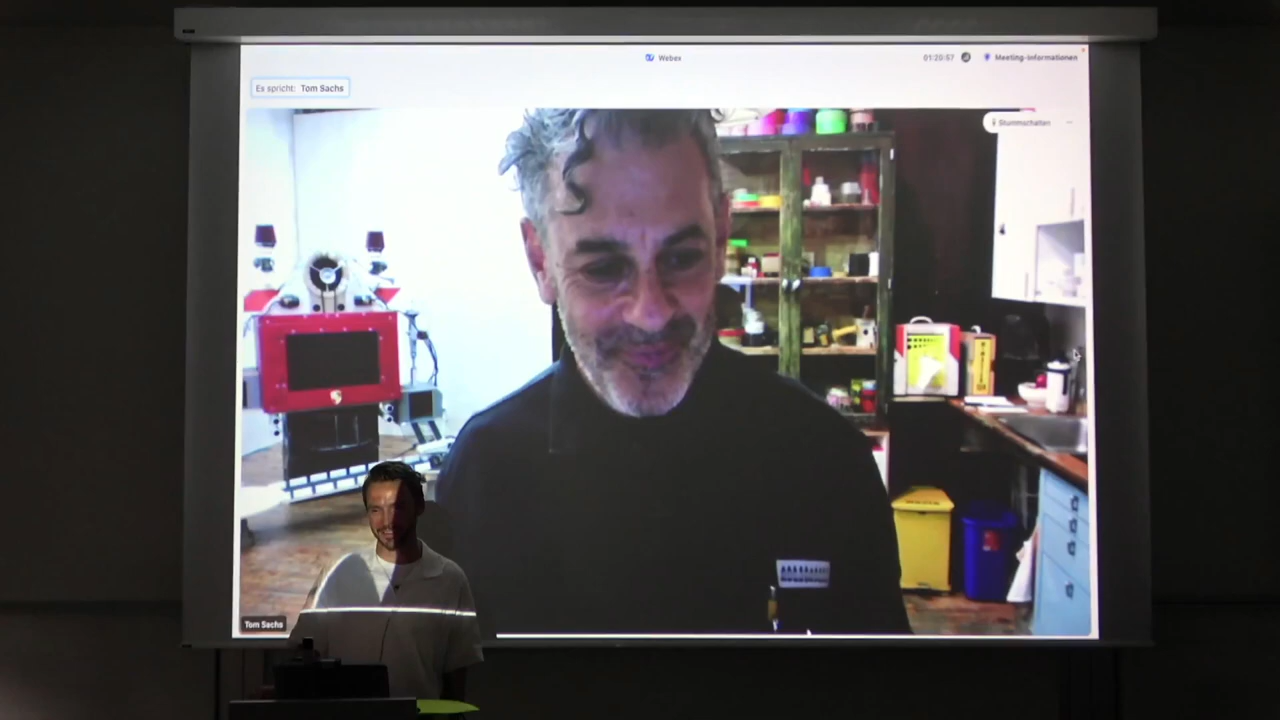 Webex
01:20:57
Meeting-Informationen
Es spricht: Tom Sachs
Stummschalten
Tom Sachs